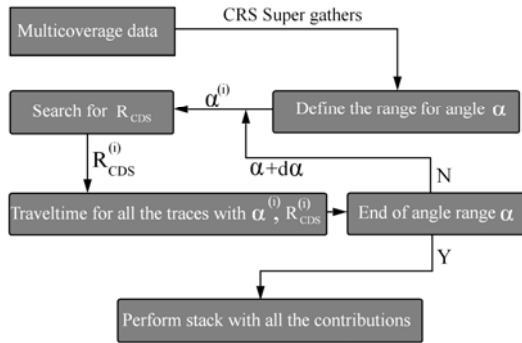 CRS Super gathers
Multicoverage data
Search for R_CDS
α^(i)
Define the range for angle α
R_CDS^(i)
α+dα
N
Traveltime for all the traces with α^(i), R_CDS^(i)
End of angle range α
Y
Perform stack with all the contributions